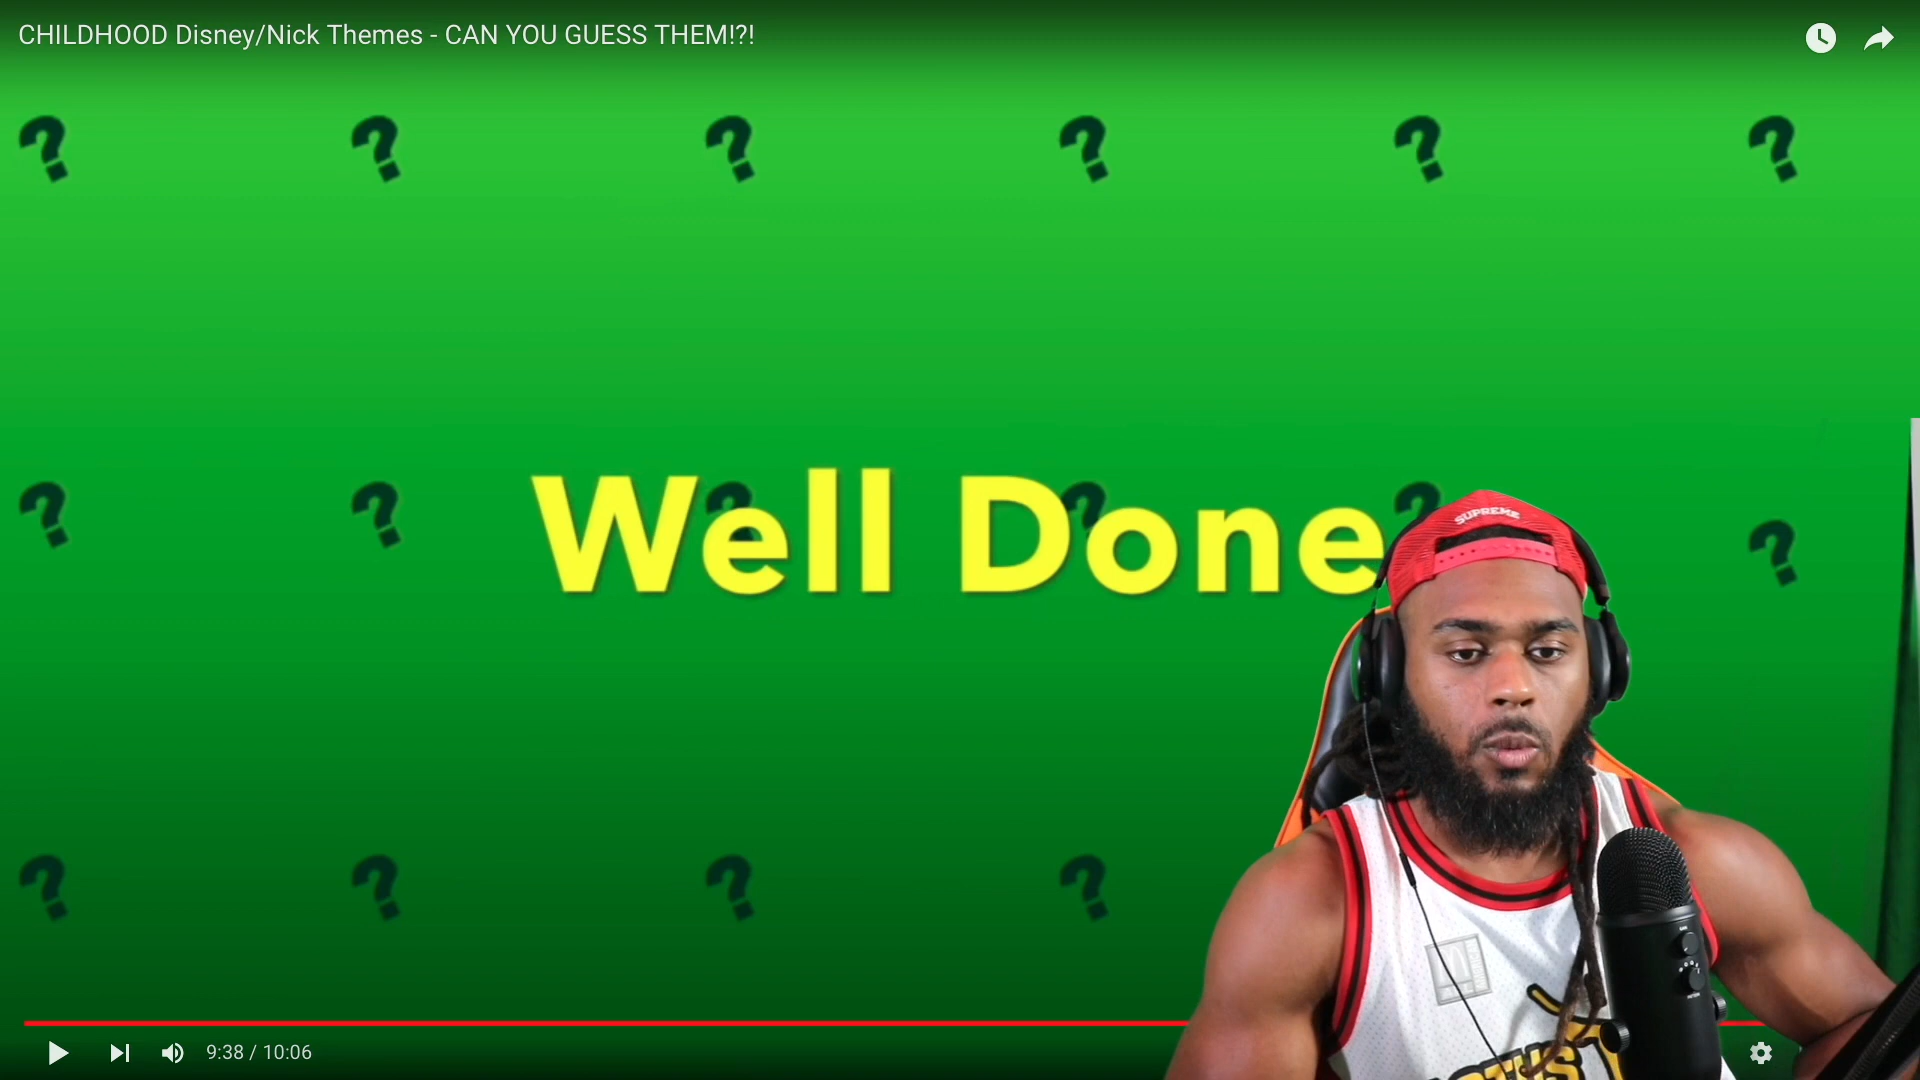 CHILDHOOD Disney/Nick Themes - CAN YOU GUESS THEM!?!
? ? ? ? ? ?
Well Done
SUPREME
? ? ? ? ? ?
? ? ? ?
9:38 / 10:06